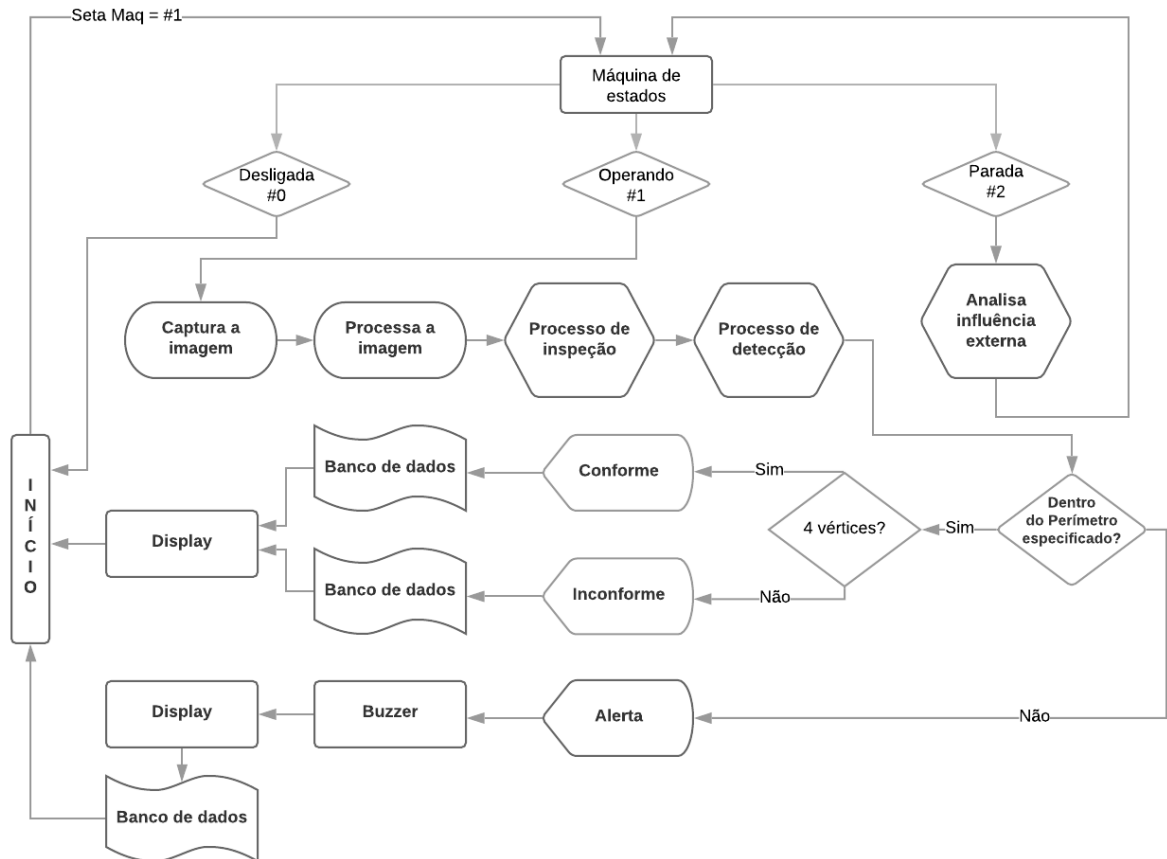 Seta Maq = #1
Máquina de
estados
Desligada
#0
Operando
#1
Parada
#2
Captura a
imagem
Processa a
imagem
Processo de
inspeção
Processo de
detecção
Analisa
influência
externa
INÍCIO
Banco de dados
Conforme
Sim
4 vértices?
Sim
Dentro
do Perímetro
especificado?
Display
Banco de dados
Inconforme
Não
Display
Buzzer
Alerta
Não
Banco de dados